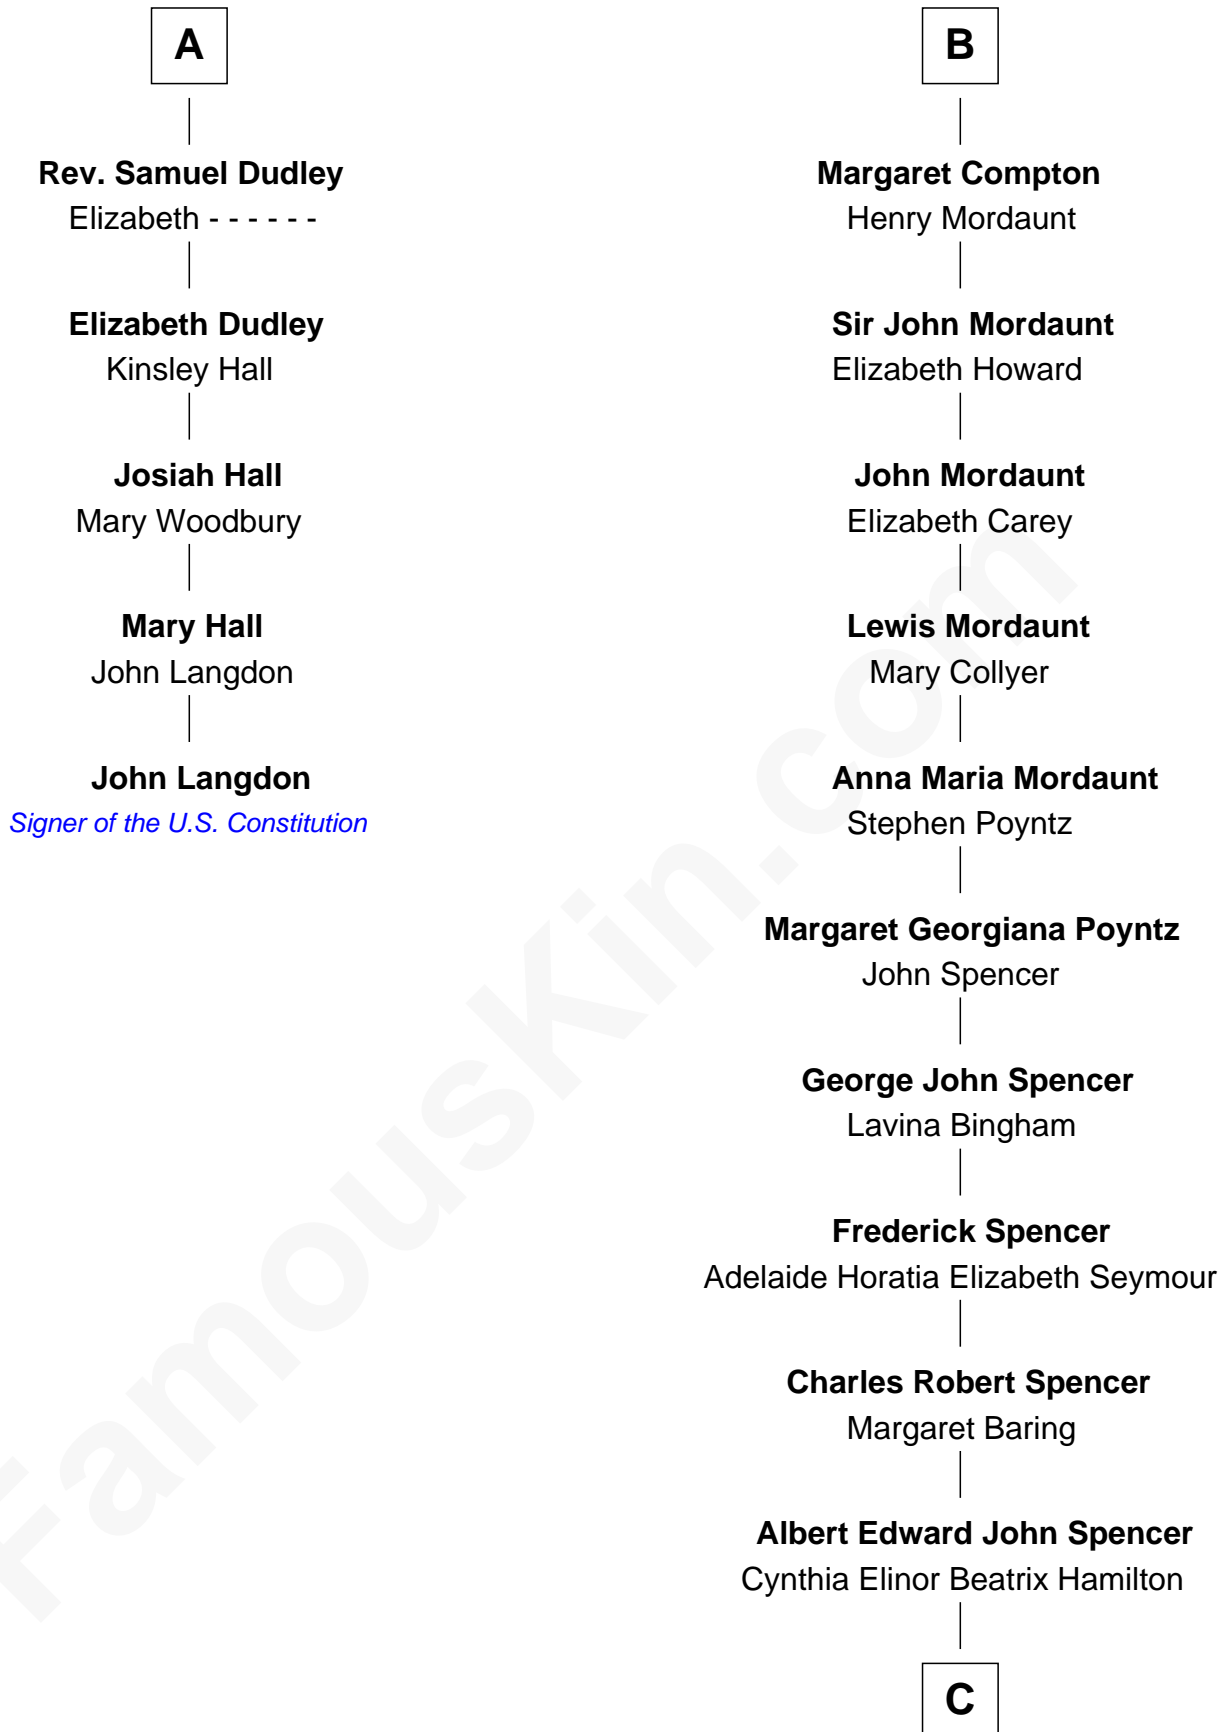 A
Rev. Samuel Dudley
Elizabeth - - - - - -
Elizabeth Dudley
Kinsley Hall
Josiah Hall
Mary Woodbury
Mary Hall
John Langdon
John Langdon
Signer of the U.S. Constitution
B
Margaret Compton
Henry Mordaunt
Sir John Mordaunt
Elizabeth Howard
John Mordaunt
Elizabeth Carey
Lewis Mordaunt
Mary Collyer
Anna Maria Mordaunt
Stephen Poyntz
Margaret Georgiana Poyntz
John Spencer
George John Spencer
Lavina Bingham
Frederick Spencer
Adelaide Horatia Elizabeth Seymour
Charles Robert Spencer
Margaret Baring
Albert Edward John Spencer
Cynthia Elinor Beatrix Hamilton
C
FamousKin.com